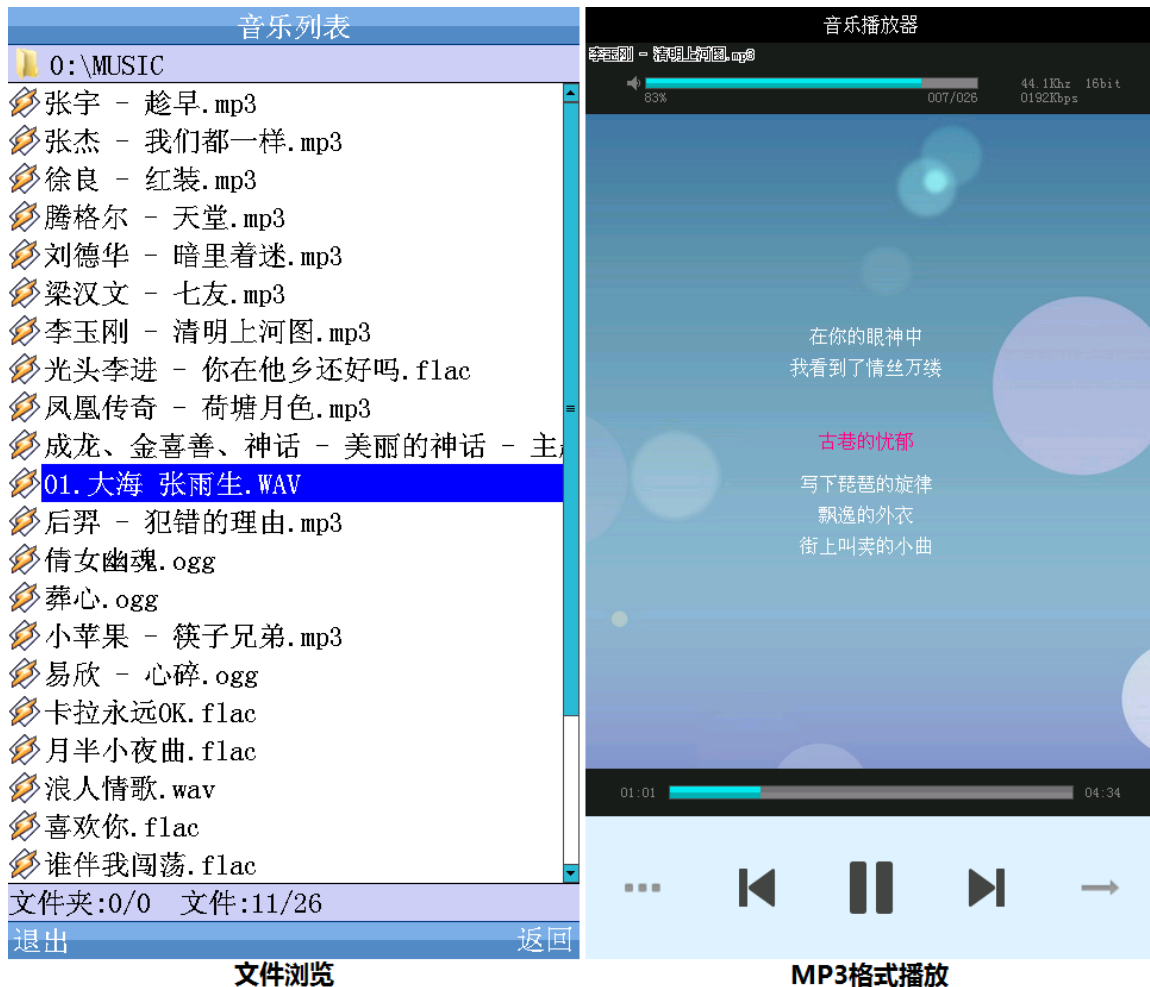 音乐列表
0:\MUSIC
张宇 - 趁早.mp3
张杰 - 我们都一样.mp3
徐良 - 红装.mp3
腾格尔 - 天堂.mp3
刘德华 - 暗里着迷.mp3
梁汉文 - 七友.mp3
李玉刚 - 清明上河图.mp3
光头李进 - 你在他乡还好吗.flac
凤凰传奇 - 荷塘月色.mp3
成龙、金喜善、神话 - 美丽的神话 - 主
01.大海 张雨生.WAV
后羿 - 犯错的理由.mp3
倩女幽魂.ogg
葬心.ogg
小苹果 - 筷子兄弟.mp3
易欣 - 心碎.ogg
卡拉永远OK.flac
月半小夜曲.flac
浪人情歌.wav
喜欢你.flac
谁伴我闯荡.flac
文件夹:0/0 文件:11/26
退出 返回
文件浏览
音乐播放器
李玉刚 - 清明上河图.mp3
83% 007/026
44.1Khz 16bit
0192Kbps
在你的眼神中
我看到了情丝万缕
古巷的忧郁
写下琵琶的旋律
飘逸的外衣
街上叫卖的小曲
01:01 04:34
MP3格式播放